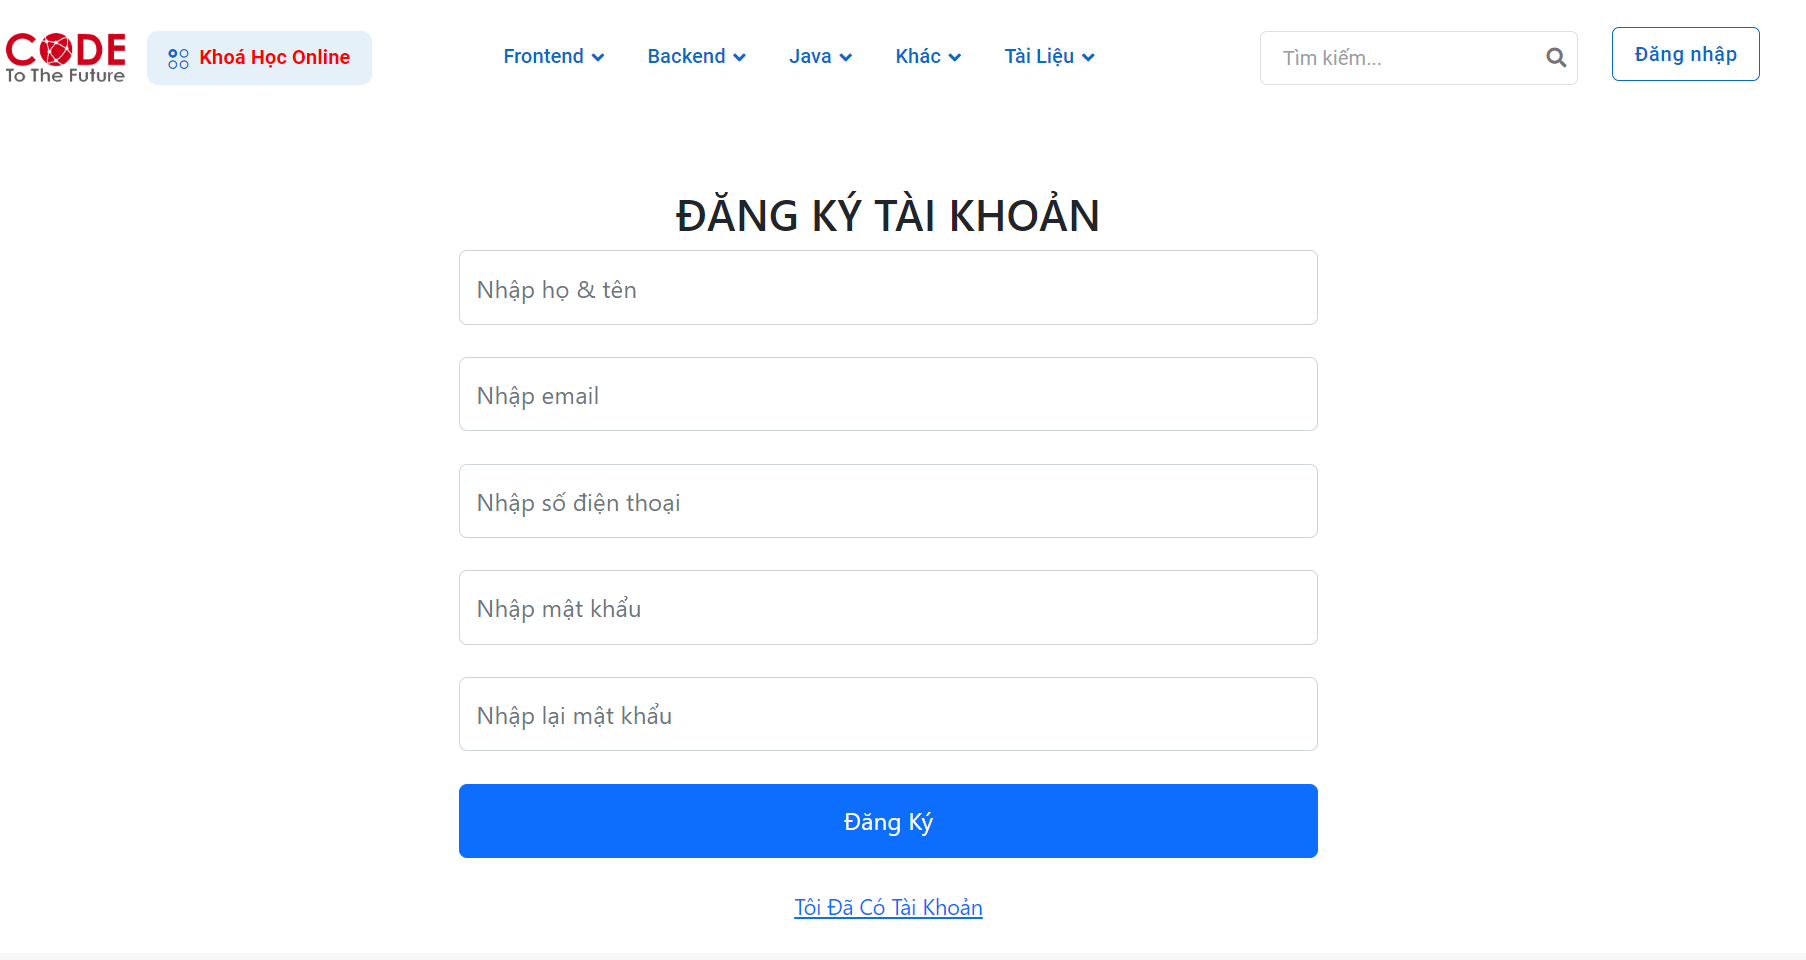 CODE
To The Future
Khoá Học Online
Frontend
Backend
Java
Khác
Tài Liệu
Tìm kiếm...
Đăng nhập
ĐĂNG KÝ TÀI KHOẢN
Nhập họ & tên
Nhập email
Nhập số điện thoại
Nhập mật khẩu
Nhập lại mật khẩu
Đăng Ký
Tôi Đã Có Tài Khoản